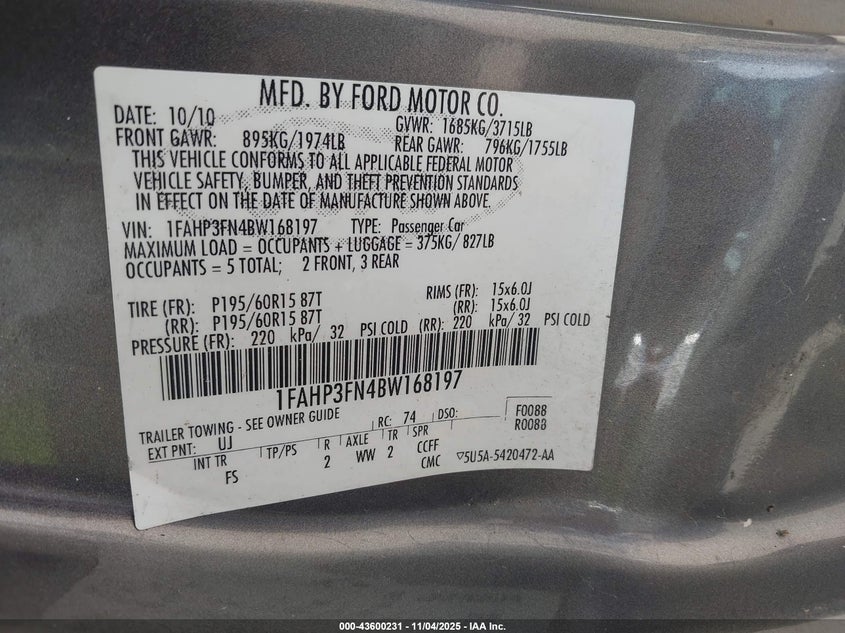 MFD. BY FORD MOTOR CO.
DATE: 10/10 GVWR: 1685KG/3715LB
FRONT GAWR: 895KG/1974LB REAR GAWR: 796KG/1755LB
THIS VEHICLE CONFORMS TO ALL APPLICABLE FEDERAL MOTOR
VEHICLE SAFETY, BUMPER, AND THEFT PREVENTION STANDARDS
IN EFFECT ON THE DATE OF MANUFACTURE SHOWN ABOVE.
VIN: 1FAHP3FN4BW168197 TYPE: Passenger Car
MAXIMUM LOAD = OCCUPANTS + LUGGAGE = 375KG/ 827LB
OCCUPANTS = 5 TOTAL; 2 FRONT, 3 REAR
TIRE (FR): P195/60R15 87T RIMS (FR): 15x6.0J
(RR): P195/60R15 87T (RR): 15x6.0J
PRESSURE (FR): 220 kPa/ 32 PSI COLD (RR): 220 kPa/ 32 PSI COLD
1FAHP3FN4BW168197
TRAILER TOWING - SEE OWNER GUIDE RC: 74 DSO: F0088
EXT PNT: UJ R0088
INT TR TP/PS R AXLE TR SPR
FS 2 WW 2 CCFF
CMC 5U5A-5420472-AA
000-43600231 - 11/04/2025 - IAA Inc.